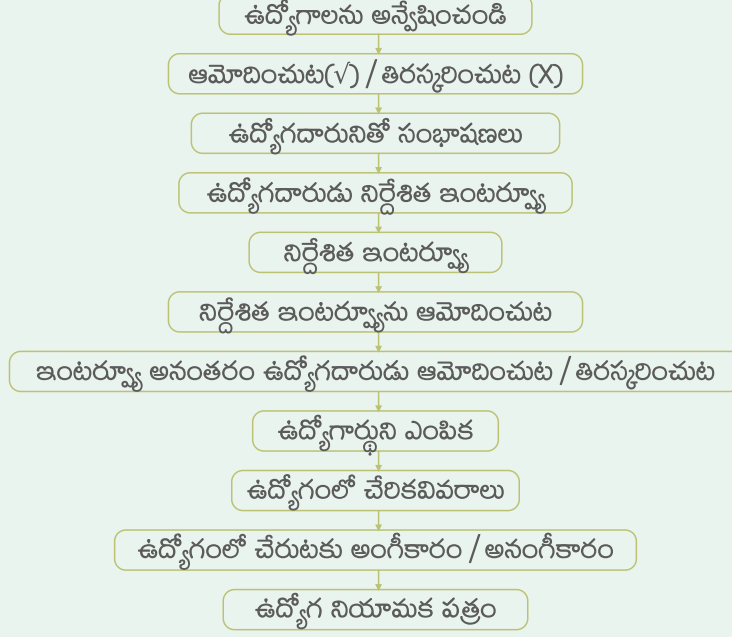 ఉద్యోగాలను అన్వేషించండి
ఆమోదించుట(√) / తిరస్కరించుట (X)
ఉద్యోగదారునితో సంభాషణలు
ఉద్యోగదారుడు నిర్దేశిత ఇంటర్వ్యూ
నిర్దేశిత ఇంటర్వ్యూ
నిర్దేశిత ఇంటర్వ్యూను ఆమోదించుట
ఇంటర్వ్యూ అనంతరం ఉద్యోగదారుడు ఆమోదించుట / తిరస్కరించుట
ఉద్యోగార్థుని ఎంపిక
ఉద్యోగంలో చేరికవివరాలు
ఉద్యోగంలో చేరుటకు అంగీకారం / అనంగీకారం
ఉద్యోగ నియామక పత్రం